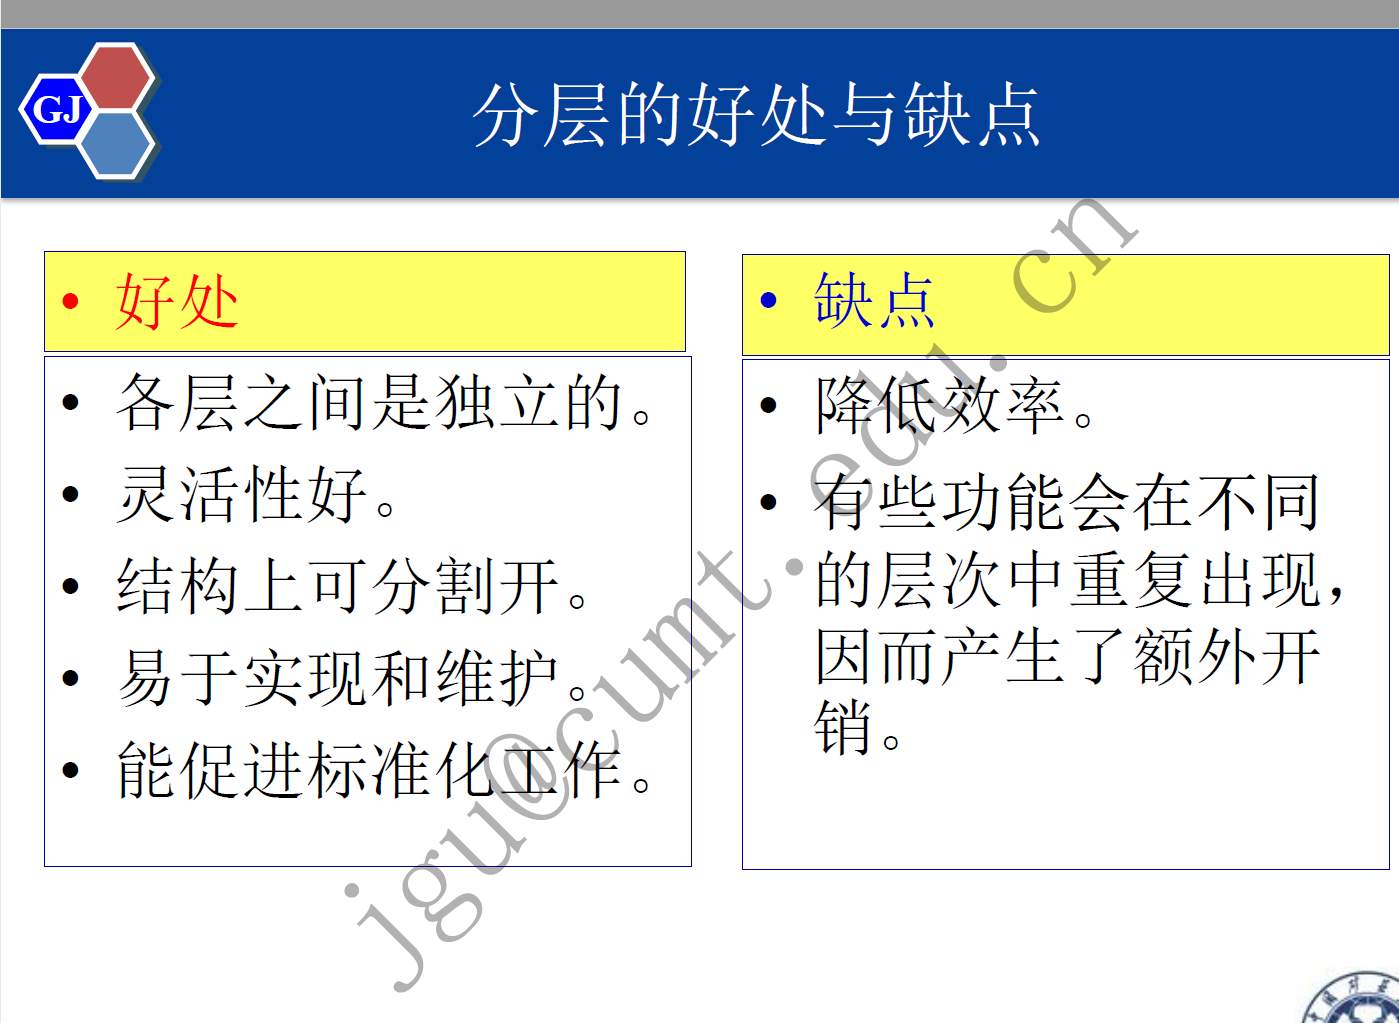 GJ
分层的好处与缺点
• 好处
• 各层之间是独立的。
• 灵活性好。
• 结构上可分割开。
• 易于实现和维护。
• 能促进标准化工作。
• 缺点
• 降低效率。
• 有些功能会在不同
的层次中重复出现，
因而产生了额外开
销。
jgu@cumt.edu.cn